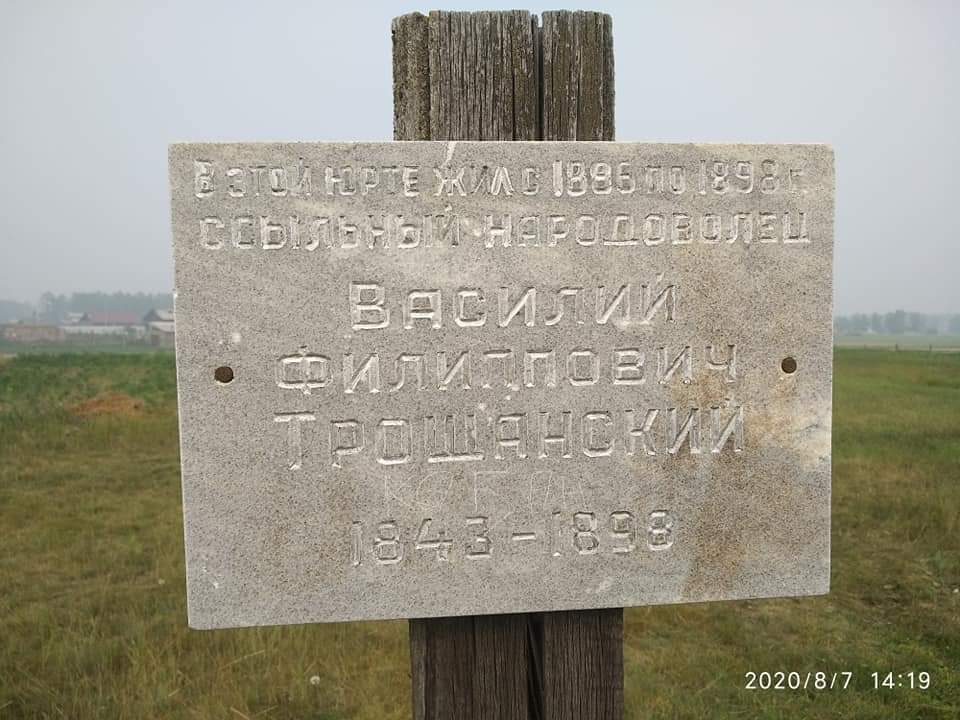 В ЭТОЙ ЮРТЕ ЖИЛ С 1886 ПО 1898 Г.
ССЫЛЬНЫЙ НАРОДОВОЛЕЦ
ВАСИЛИЙ
ФИЛИППОВИЧ
ТРОЩАНСКИЙ
1843-1898
2020/8/7 14:19